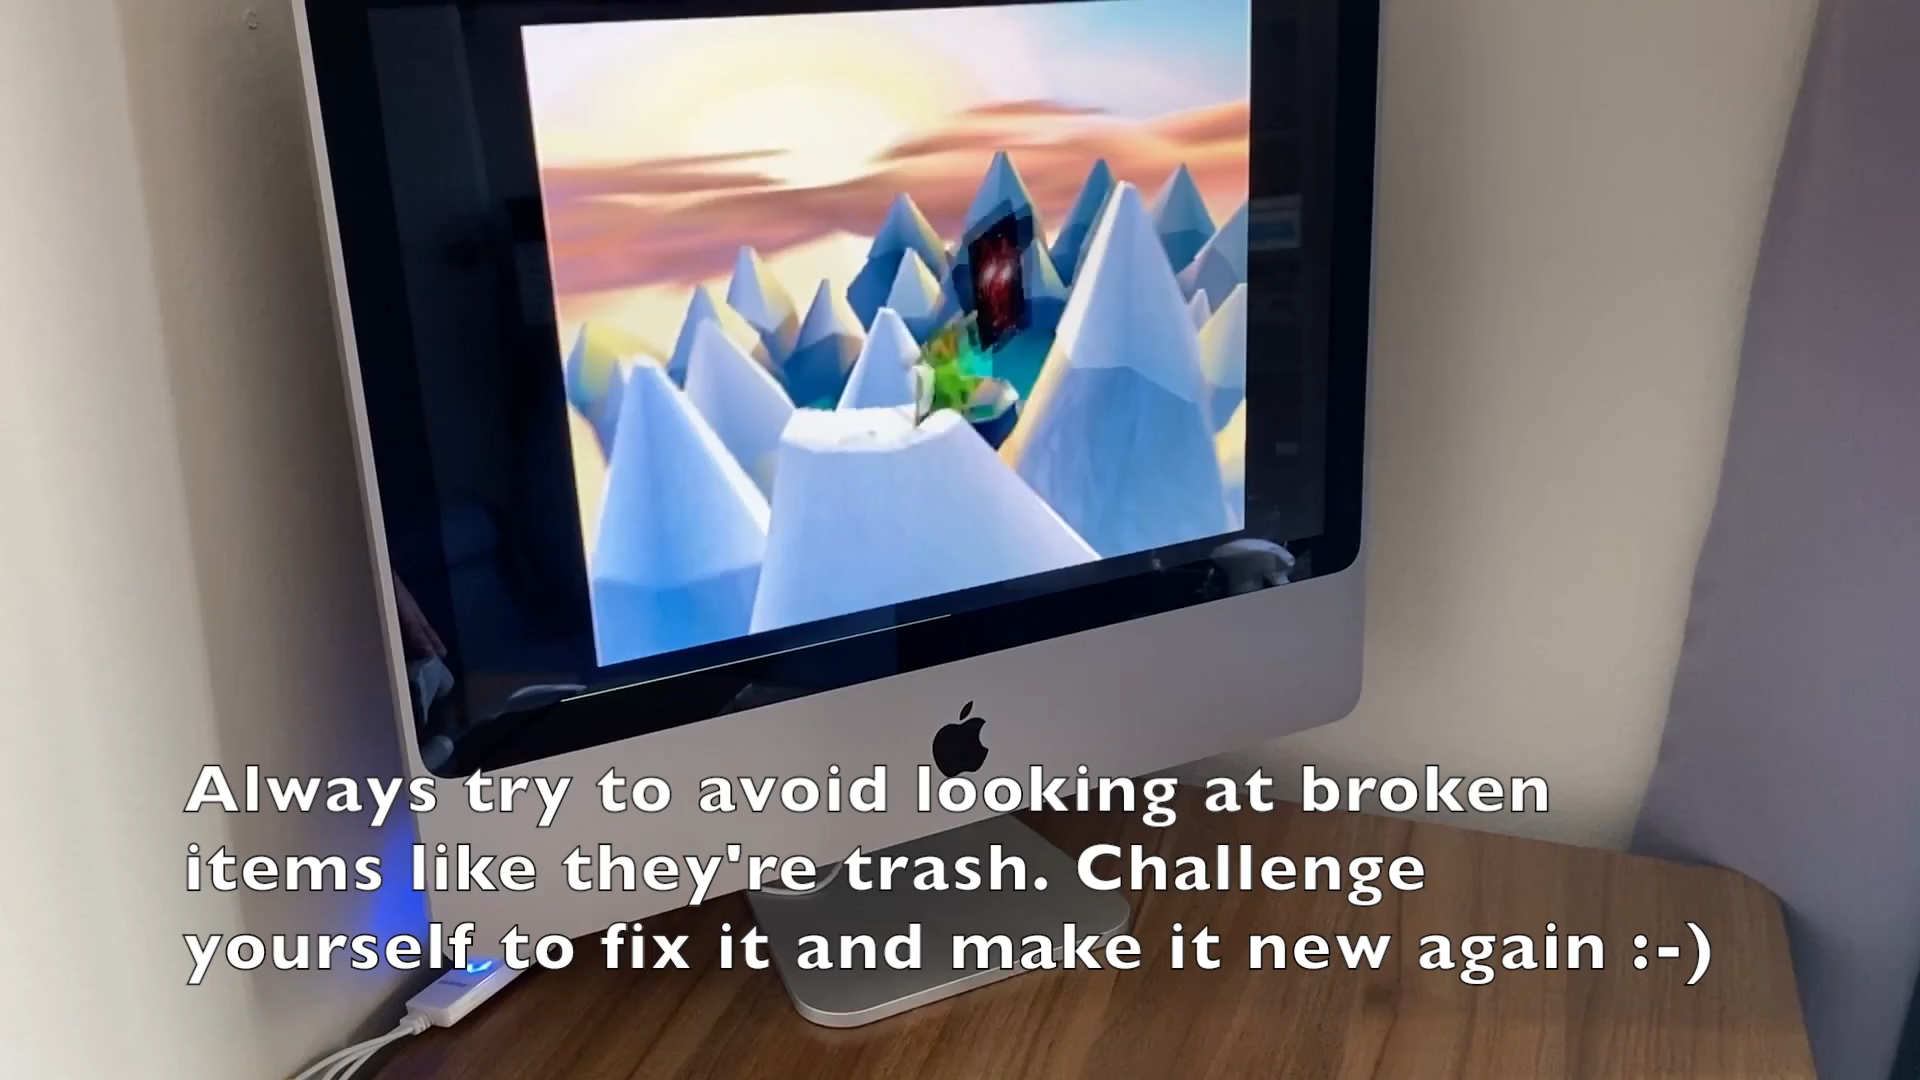 Always try to avoid looking at broken
items like they're trash. Challenge
yourself to fix it and make it new again :-)